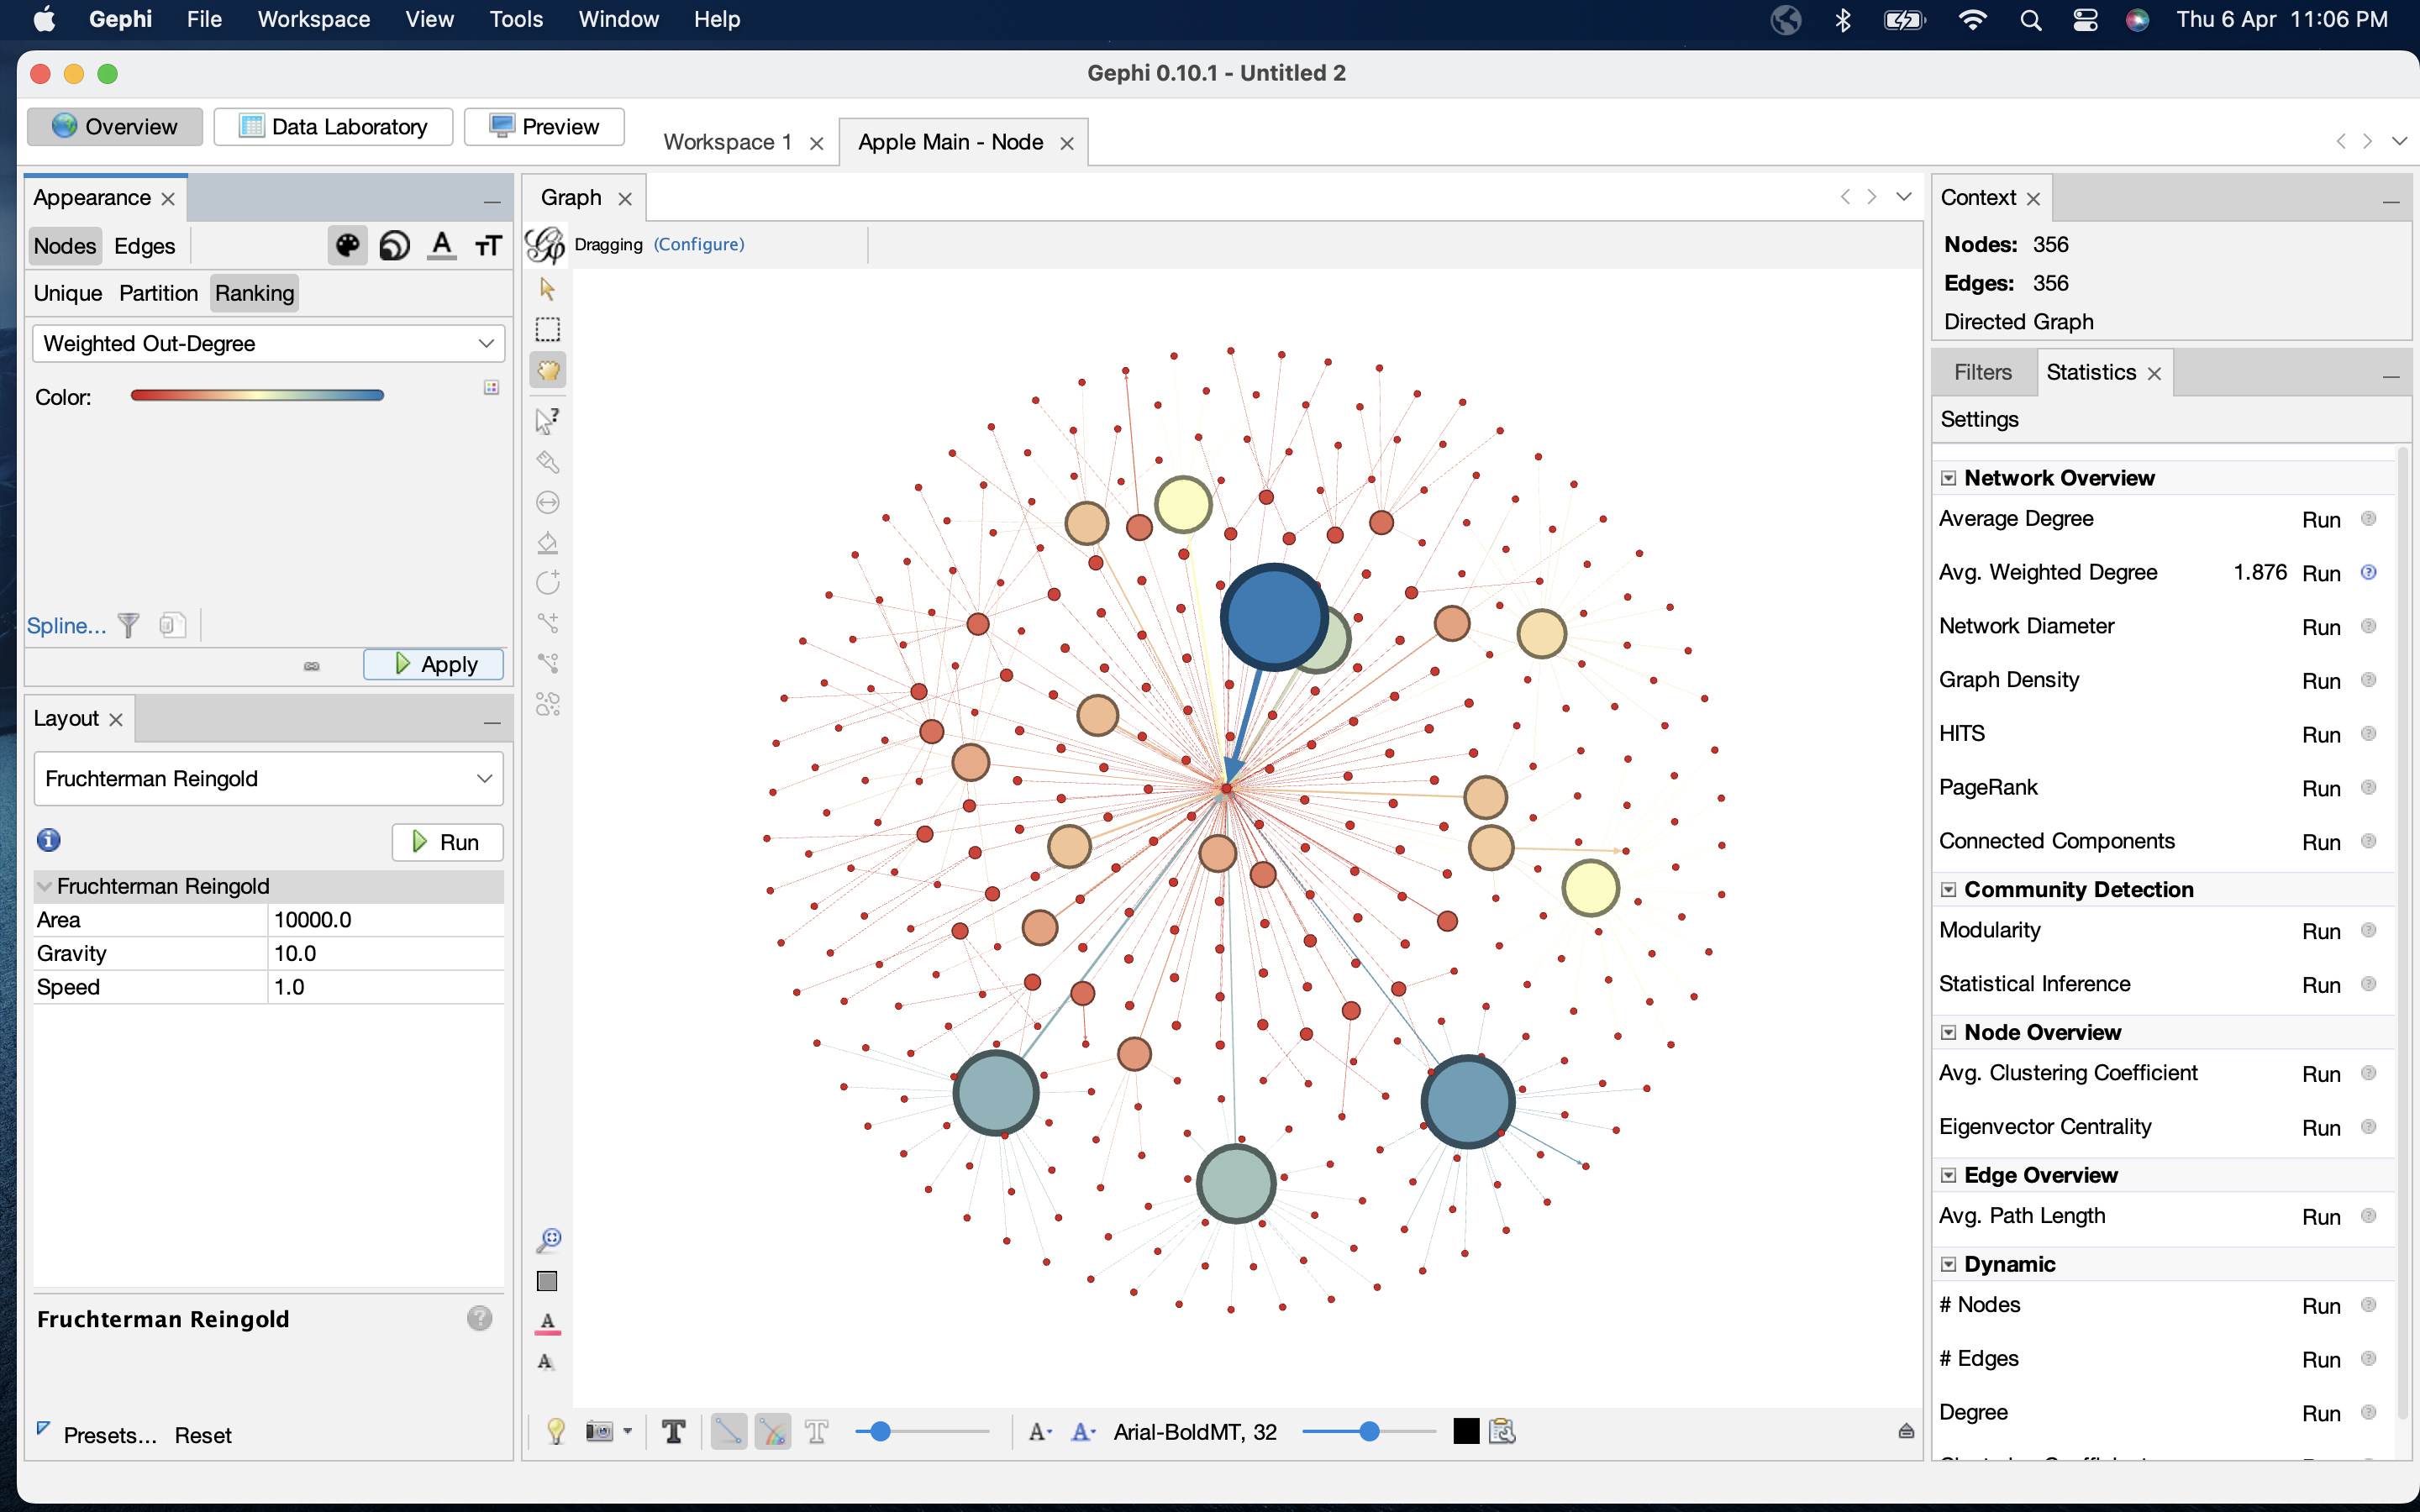 Gephi File Workspace View Tools Window Help Thu 6 Apr 11:06 PM
Gephi 0.10.1 - Untitled 2
Overview Data Laboratory Preview Workspace 1 Apple Main - Node
Appearance
Nodes Edges
Unique Partition Ranking
Weighted Out-Degree
Color:
Spline...
Apply
Layout
Fruchterman Reingold
Run
Fruchterman Reingold
Area 10000.0
Gravity 10.0
Speed 1.0
Fruchterman Reingold
Presets... Reset
Graph
Dragging (Configure)
Arial-BoldMT, 32
Context
Nodes: 356
Edges: 356
Directed Graph
Filters Statistics
Settings
Network Overview
Average Degree Run
Avg. Weighted Degree 1.876 Run
Network Diameter Run
Graph Density Run
HITS Run
PageRank Run
Connected Components Run
Community Detection
Modularity Run
Statistical Inference Run
Node Overview
Avg. Clustering Coefficient Run
Eigenvector Centrality Run
Edge Overview
Avg. Path Length Run
Dynamic
# Nodes Run
# Edges Run
Degree Run